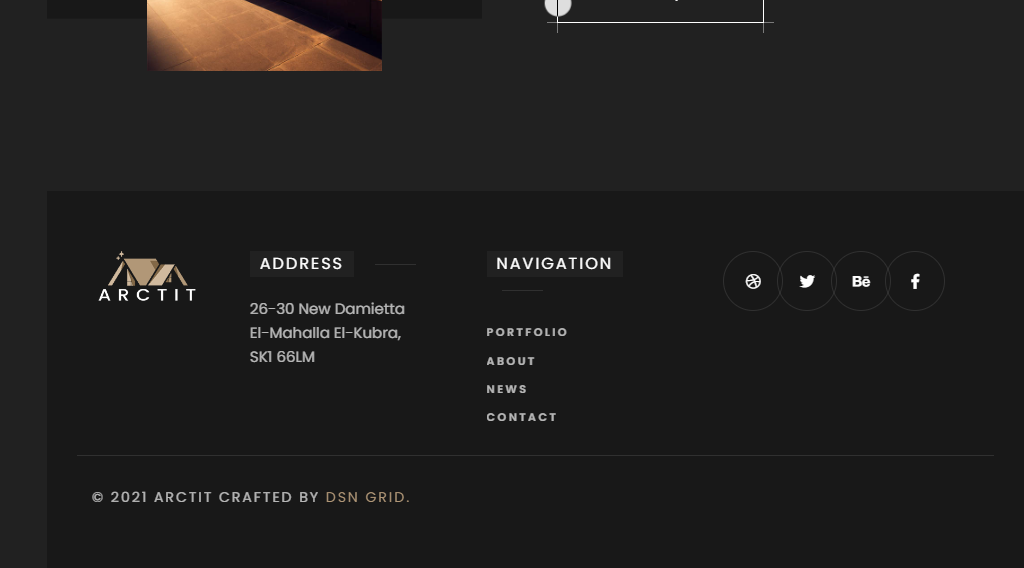 ARCTIT
ADDRESS
26-30 New Damietta
El-Mahalla El-Kubra,
SK1 66LM
NAVIGATION
PORTFOLIO
ABOUT
NEWS
CONTACT
Bē
© 2021 ARCTIT CRAFTED BY DSN GRID.